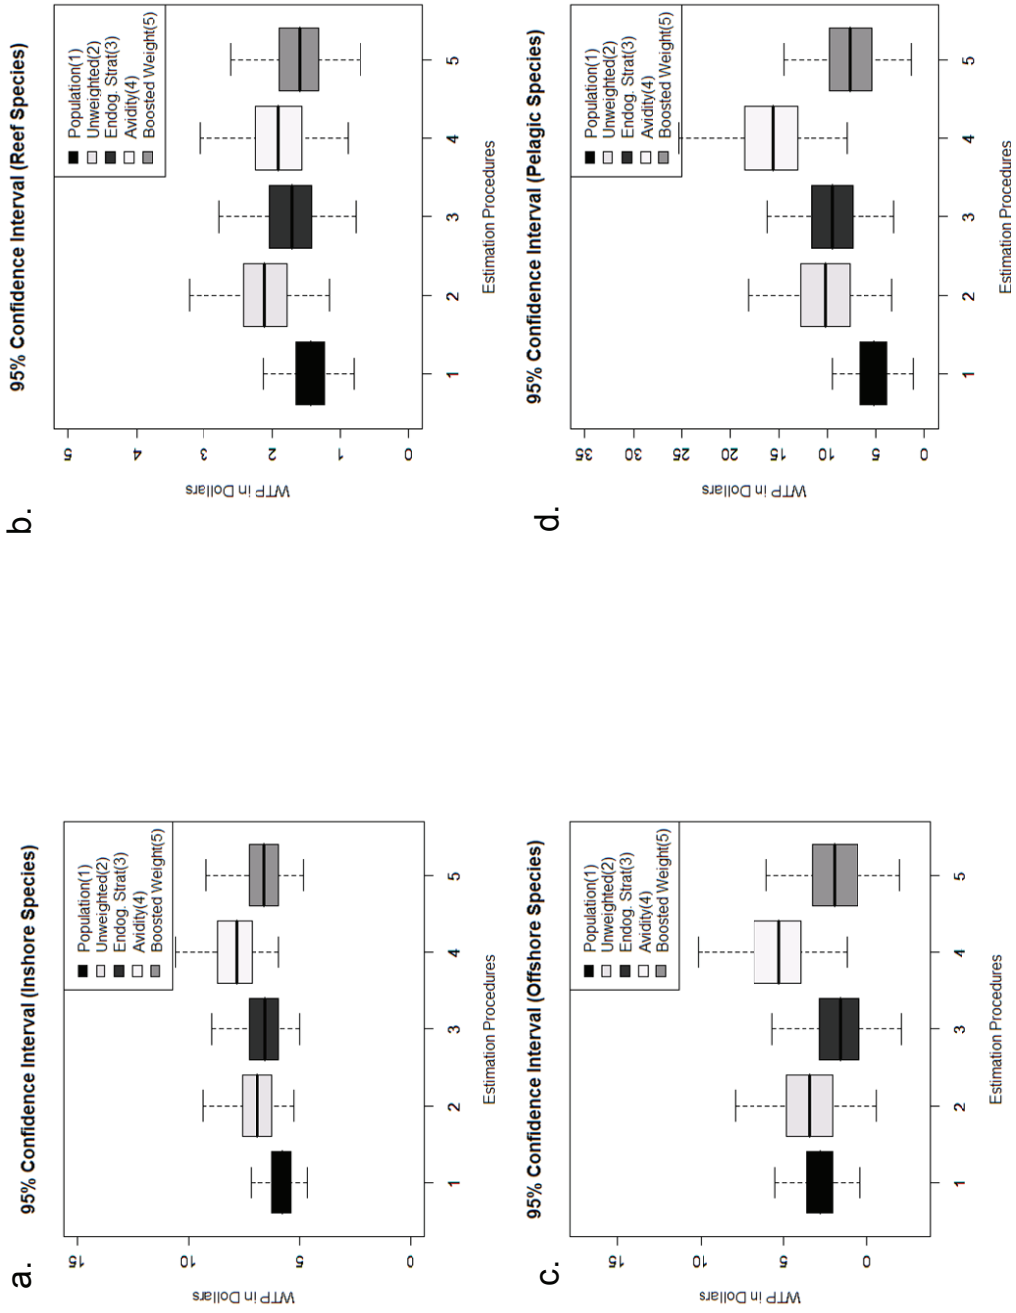 a.
95% Confidence Interval (Inshore Species)
WTP in Dollars
15
10
5
0
Population(1)
Unweighted(2)
Endog. Strat(3)
Avidity(4)
Boosted Weight(5)
1 2 3 4 5
Estimation Procedures
b.
95% Confidence Interval (Reef Species)
WTP in Dollars
5
4
3
2
1
0
Population(1)
Unweighted(2)
Endog. Strat(3)
Avidity(4)
Boosted Weight(5)
1 2 3 4 5
Estimation Procedures
c.
95% Confidence Interval (Offshore Species)
WTP in Dollars
15
10
5
0
Population(1)
Unweighted(2)
Endog. Strat(3)
Avidity(4)
Boosted Weight(5)
1 2 3 4 5
Estimation Procedures
d.
95% Confidence Interval (Pelagic Species)
WTP in Dollars
35
30
25
20
15
10
5
0
Population(1)
Unweighted(2)
Endog. Strat(3)
Avidity(4)
Boosted Weight(5)
1 2 3 4 5
Estimation Procedures